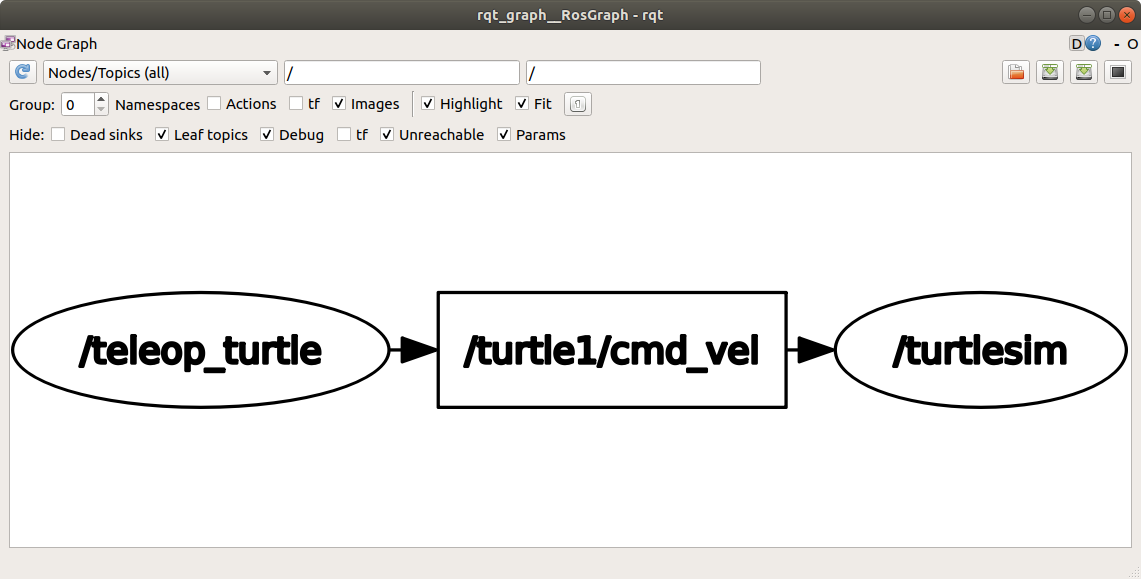 rqt_graph__RosGraph - rqt
Node Graph D ? - O
Nodes/Topics (all) / /
Group: 0 Namespaces Actions tf Images Highlight Fit
Hide: Dead sinks Leaf topics Debug tf Unreachable Params
/teleop_turtle /turtle1/cmd_vel /turtlesim